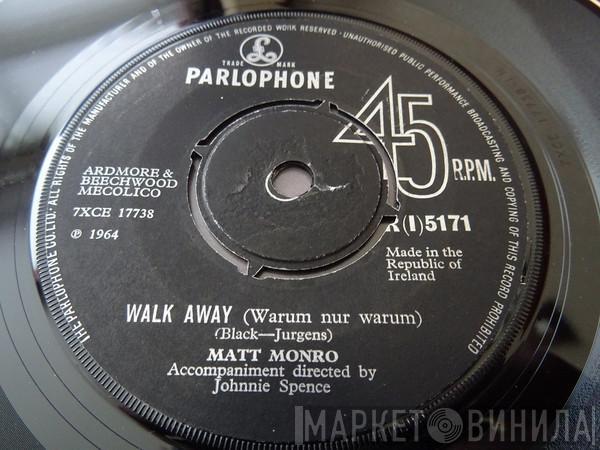 THE PARLOPHONE CO. LTD. ALL RIGHTS OF THE MANUFACTURER AND OF THE OWNER OF THE RECORDED WORK RESERVED · UNAUTHORISED PUBLIC PERFORMANCE BROADCASTING AND COPYING OF THIS RECORD PROHIBITED
£
TRADE MARK
PARLOPHONE
45
R.P.M.
ARDMORE &
BEECHWOOD
MECOLICO
7XCE 17738
℗ 1964
R(I)5171
Made in the
Republic of
Ireland
WALK AWAY (Warum nur warum)
(Black—Jurgens)
MATT MONRO
Accompaniment directed by
Johnnie Spence
МАРКЕТ ВИНИЛА